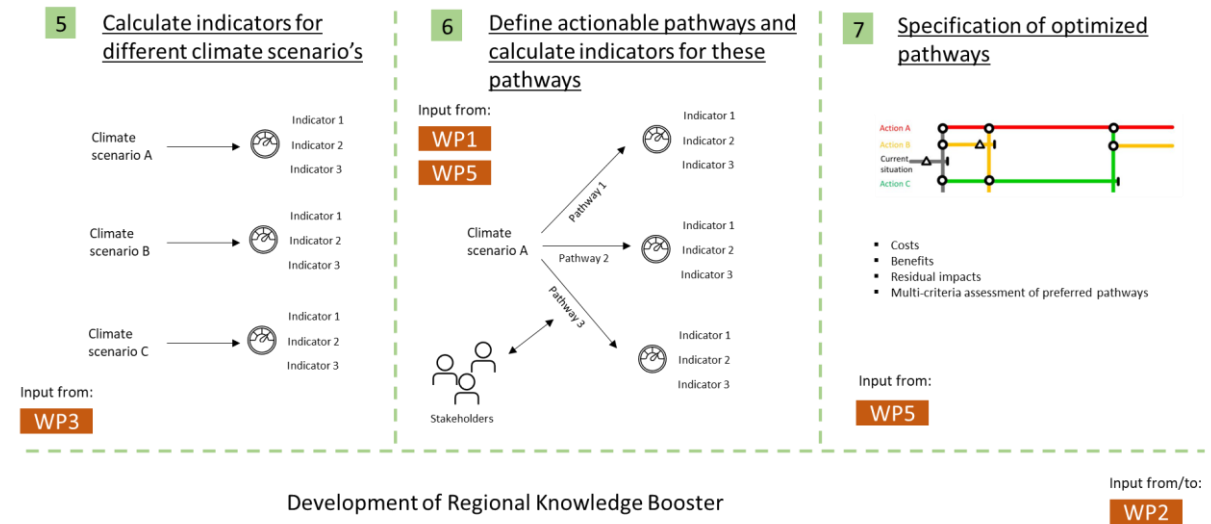 5
Calculate indicators for
different climate scenario's
Climate
scenario A
Indicator 1
Indicator 2
Indicator 3
Climate
scenario B
Indicator 1
Indicator 2
Indicator 3
Climate
scenario C
Indicator 1
Indicator 2
Indicator 3
Input from:
WP3
6
Define actionable pathways and
calculate indicators for these
pathways
Input from:
WP1
WP5
Climate
scenario A
Pathway 1
Pathway 2
Pathway 3
Indicator 1
Indicator 2
Indicator 3
Indicator 1
Indicator 2
Indicator 3
Indicator 1
Indicator 2
Indicator 3
Stakeholders
7
Specification of optimized
pathways
Action A
Action B
Current
situation
Action C
▪ Costs
▪ Benefits
▪ Residual impacts
▪ Multi-criteria assessment of preferred pathways
Input from:
WP5
Development of Regional Knowledge Booster
Input from/to:
WP2